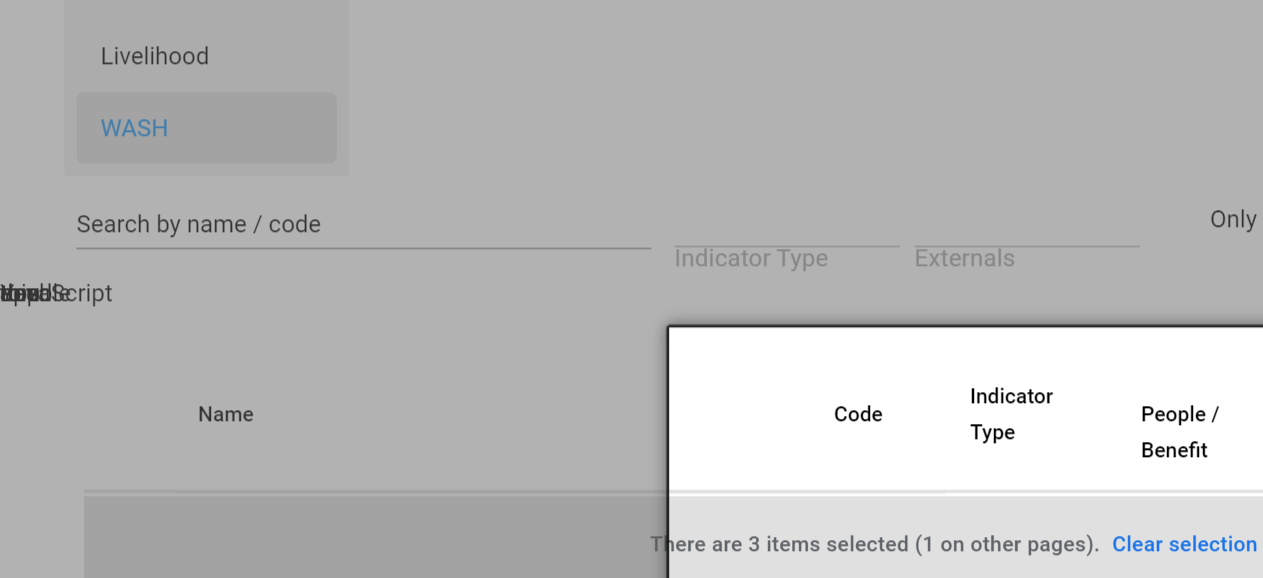 Livelihood
WASH
Search by name / code
Only
Indicator Type
Externals
Script
Name
Code
Indicator
Type
People /
Benefit
There are 3 items selected (1 on other pages). Clear selection